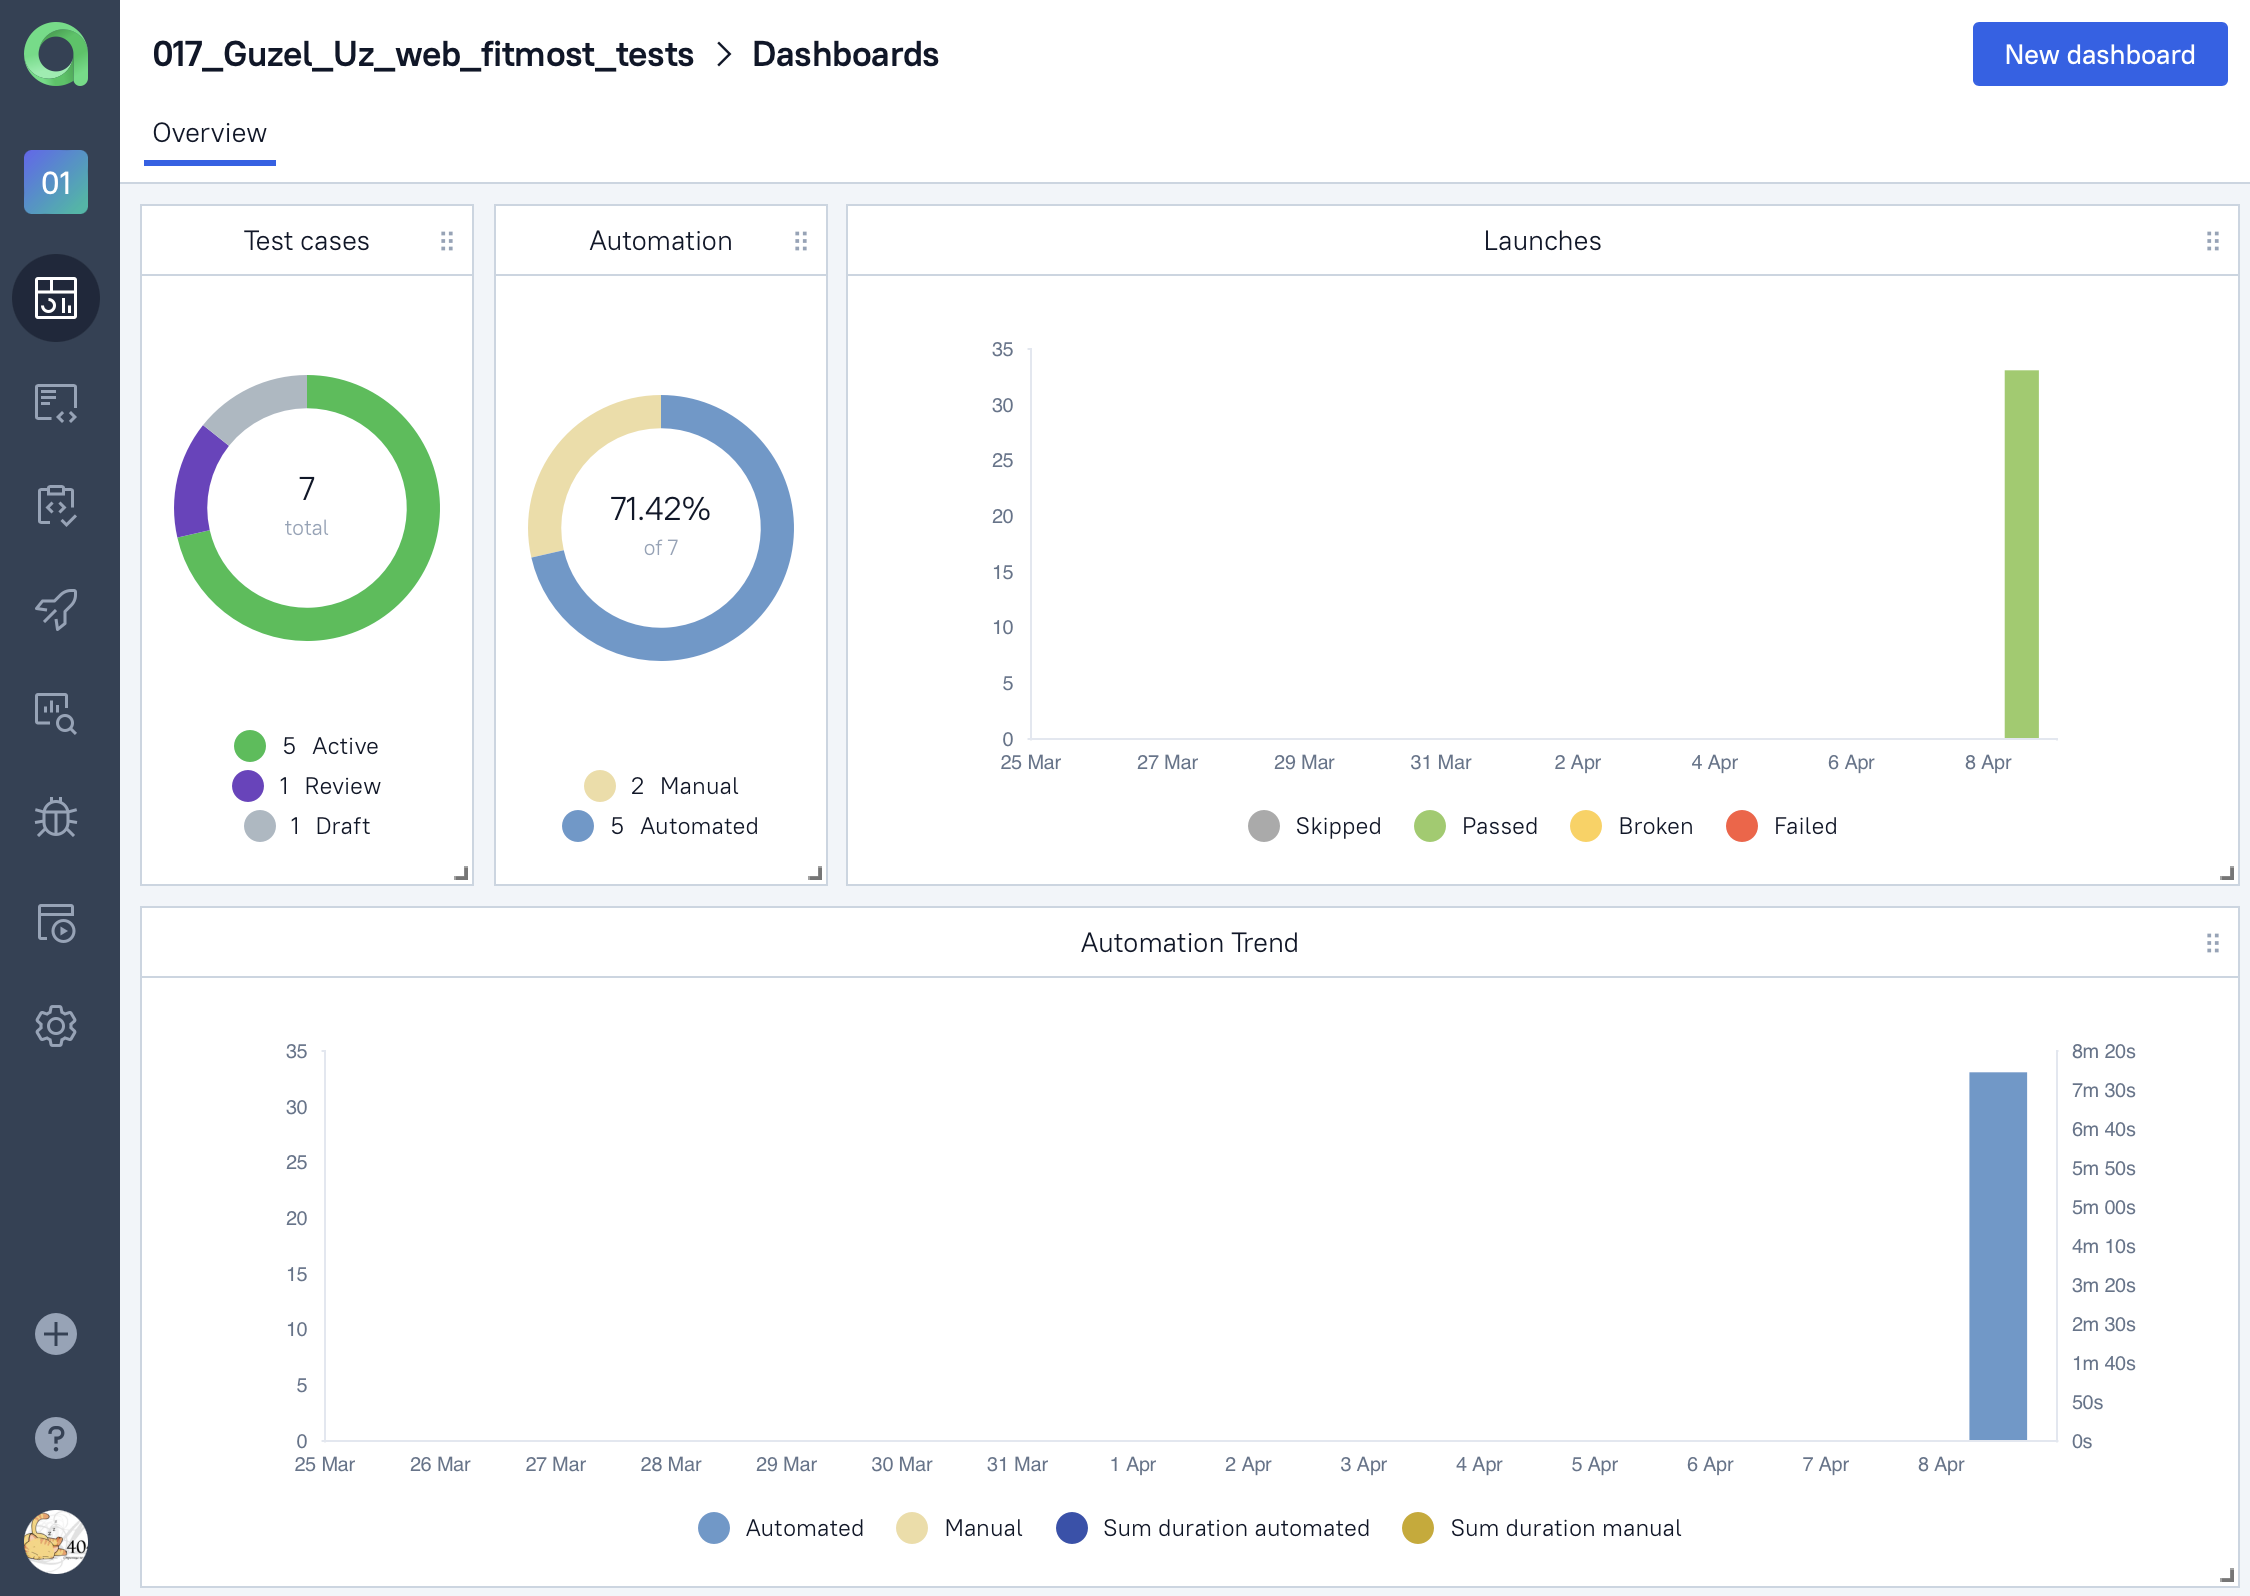 017_Guzel_Uz_web_fitmost_tests > Dashboards
New dashboard
Overview
01
Test cases
7
total
5 Active
1 Review
1 Draft
Automation
71.42%
of 7
2 Manual
5 Automated
Launches
35
30
25
20
15
10
5
0
25 Mar 27 Mar 29 Mar 31 Mar 2 Apr 4 Apr 6 Apr 8 Apr
Skipped Passed Broken Failed
Automation Trend
35
30
25
20
15
10
5
0
8m 20s
7m 30s
6m 40s
5m 50s
5m 00s
4m 10s
3m 20s
2m 30s
1m 40s
50s
0s
25 Mar 26 Mar 27 Mar 28 Mar 29 Mar 30 Mar 31 Mar 1 Apr 2 Apr 3 Apr 4 Apr 5 Apr 6 Apr 7 Apr 8 Apr
Automated Manual Sum duration automated Sum duration manual